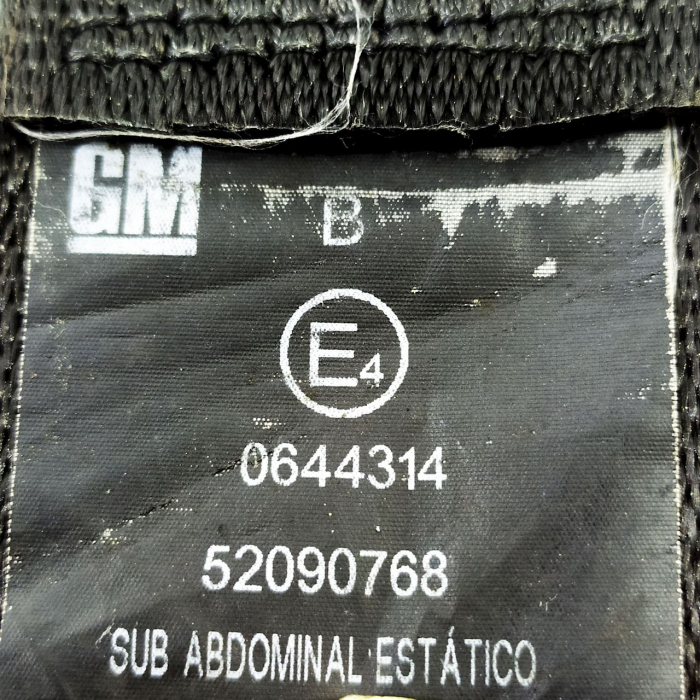 GM
B
E4
0644314
52090768
SUB ABDOMINAL ESTÁTICO